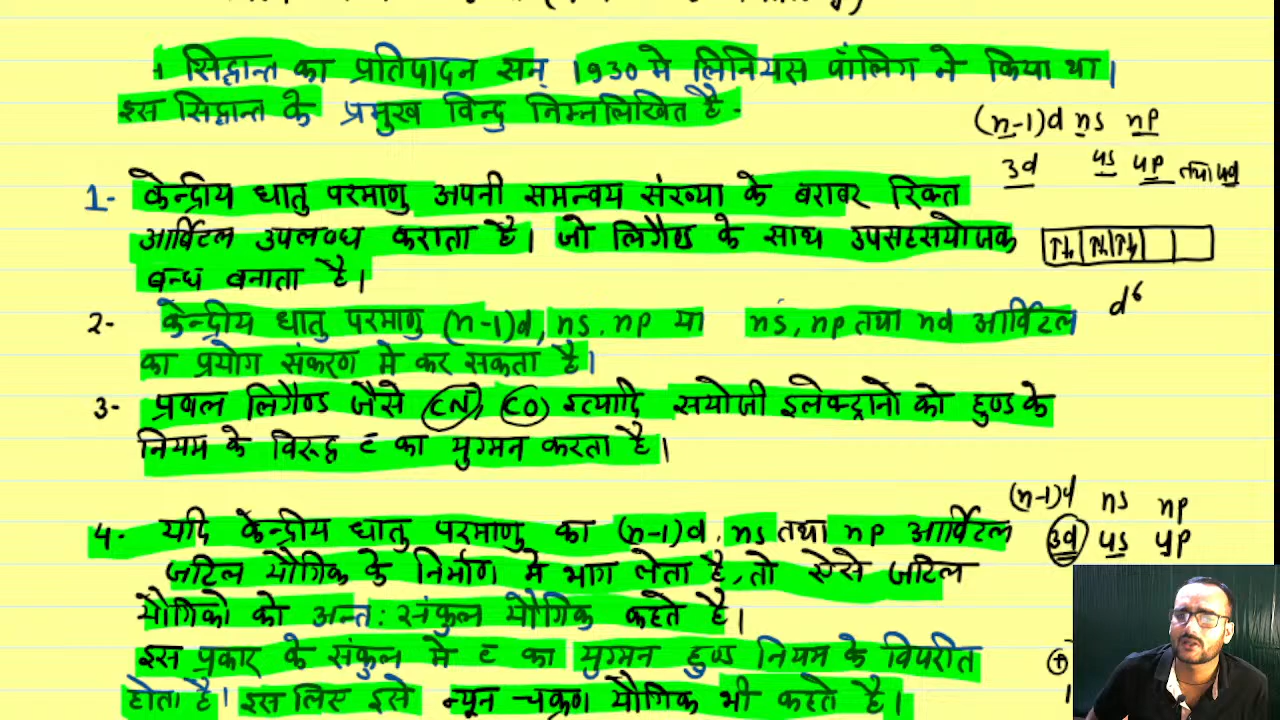 सिद्धान्त का प्रतिपादन सन् 1930 मे लिनियस पॉलिंग ने किया था।
इस सिद्धान्त के प्रमुख बिन्दु निम्नलिखित है-
(n-1)d ns np
3d 4s 4p तथा 4d
1- केन्द्रीय धातु परमाणु अपनी समन्वय संख्या के बराबर रिक्त
आर्विटल उपलब्ध कराता है। जो लिगैण्ड के साथ उपसहसयोजक
बन्ध बनाता है।
d⁶
2- केन्द्रीय धातु परमाणु (n-1)d, ns, np या ns, np तथा nd आर्विटल
का प्रयोग संकरण मे कर सकता है।
3- प्रबल लिगैण्ड जैसे CN, CO इत्यादि सयोजी इलेक्ट्रानो को हुण्ड के
नियम के विरूद्ध ē का युग्मन करता है।
(n-1)d ns np
3d 4s 4p
4- यदि केन्द्रीय धातु परमाणु का (n-1)d, ns तथा np आर्विटल
जटिल यौगिक के निर्माण मे भाग लेता है, तो ऐसे जटिल
यौगिको को अन्त: संकुल यौगिक कहते है।
इस प्रकार के संकुल मे ē का युग्मन हुण्ड नियम के विपरीत
होता है। इस लिए इसे न्यून चक्रण यौगिक भी कहते है।